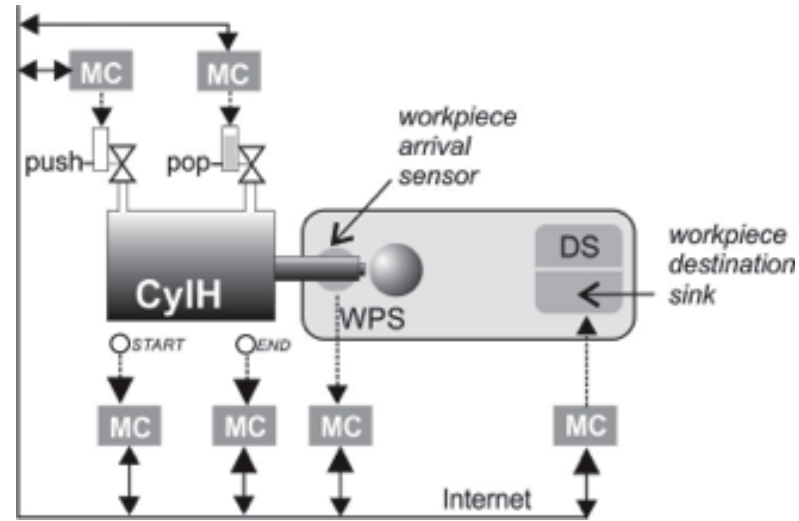 MC
MC
workpiece
arrival
sensor
push
pop
DS
workpiece
destination
sink
CylH
WPS
START
END
MC
MC
MC
MC
Internet